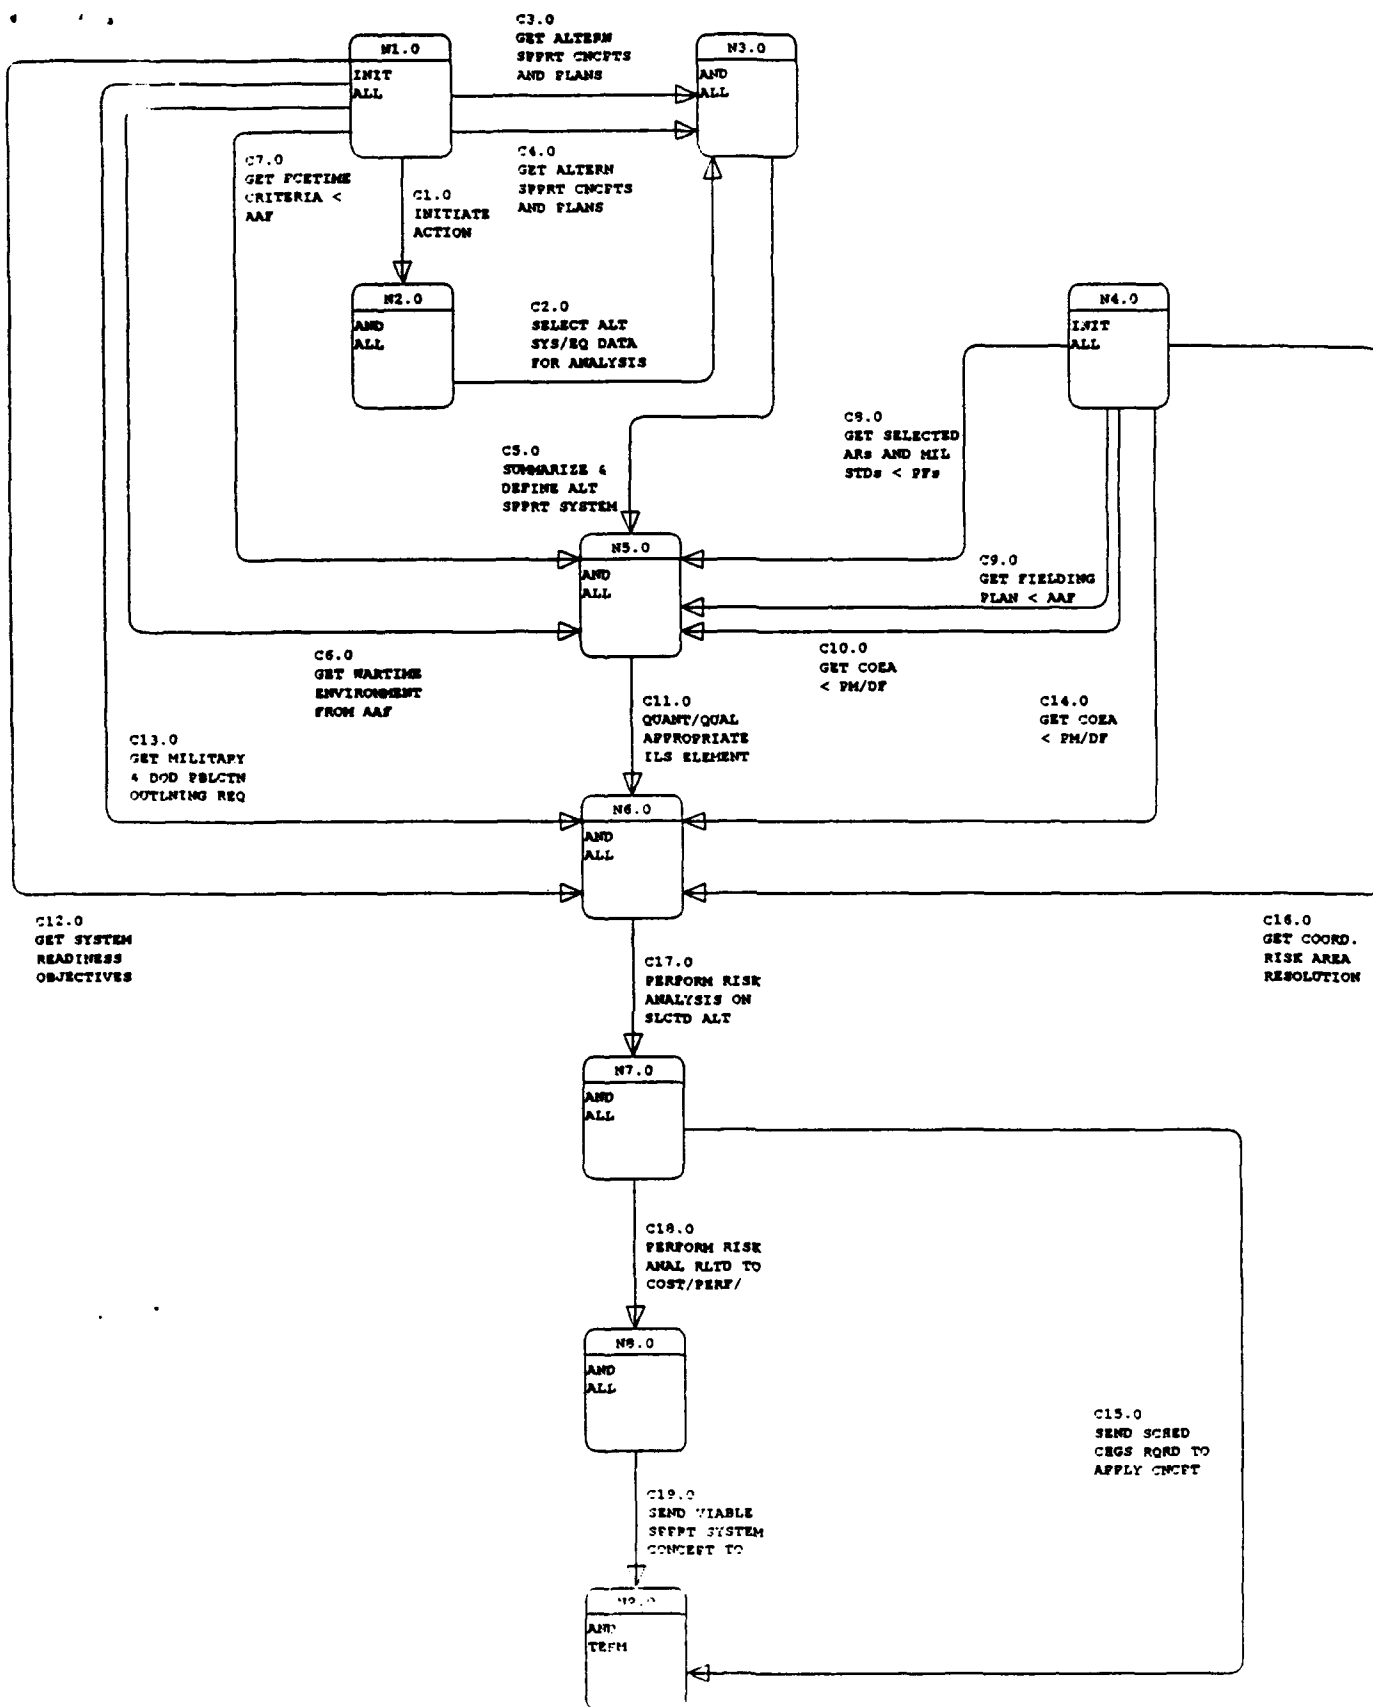 C3.0
GET ALTERN
SPPRT CNCPTS
AND PLANS
N1.0
INIT
ALL
N3.0
AND
ALL
C7.0
GET PCETIME
CRITERIA <
AAF
C1.0
INITIATE
ACTION
C4.0
GET ALTERN
SPPRT CNCPTS
AND PLANS
N2.0
AND
ALL
C2.0
SELECT ALT
SYS/EQ DATA
FOR ANALYSIS
N4.0
INIT
ALL
C5.0
SUMMARIZE &
DEFINE ALT
SPPRT SYSTEM
C8.0
GET SELECTED
ARs AND MIL
STDs < PFs
N5.0
AND
ALL
C9.0
GET FIELDING
PLAN < AAF
C6.0
GET WARTIME
ENVIRONMENT
FROM AAF
C10.0
GET COEA
< PM/DF
C11.0
QUANT/QUAL
APPROPRIATE
ILS ELEMENT
C14.0
GET COEA
< PM/DF
C13.0
GET MILITARY
& DOD PBLCTN
OUTLNING REQ
N6.0
AND
ALL
C12.0
GET SYSTEM
READINESS
OBJECTIVES
C16.0
GET COORD.
RISK AREA
RESOLUTION
C17.0
PERFORM RISK
ANALYSIS ON
SLCTD ALT
N7.0
AND
ALL
C18.0
PERFORM RISK
ANAL RLTD TO
COST/PERF/
N8.0
AND
ALL
C15.0
SEND SCHED
CHGS RQRD TO
APPLY CNCPT
C19.0
SEND VIABLE
SPPRT SYSTEM
CONCEPT TO
N9.0
AND
TERM